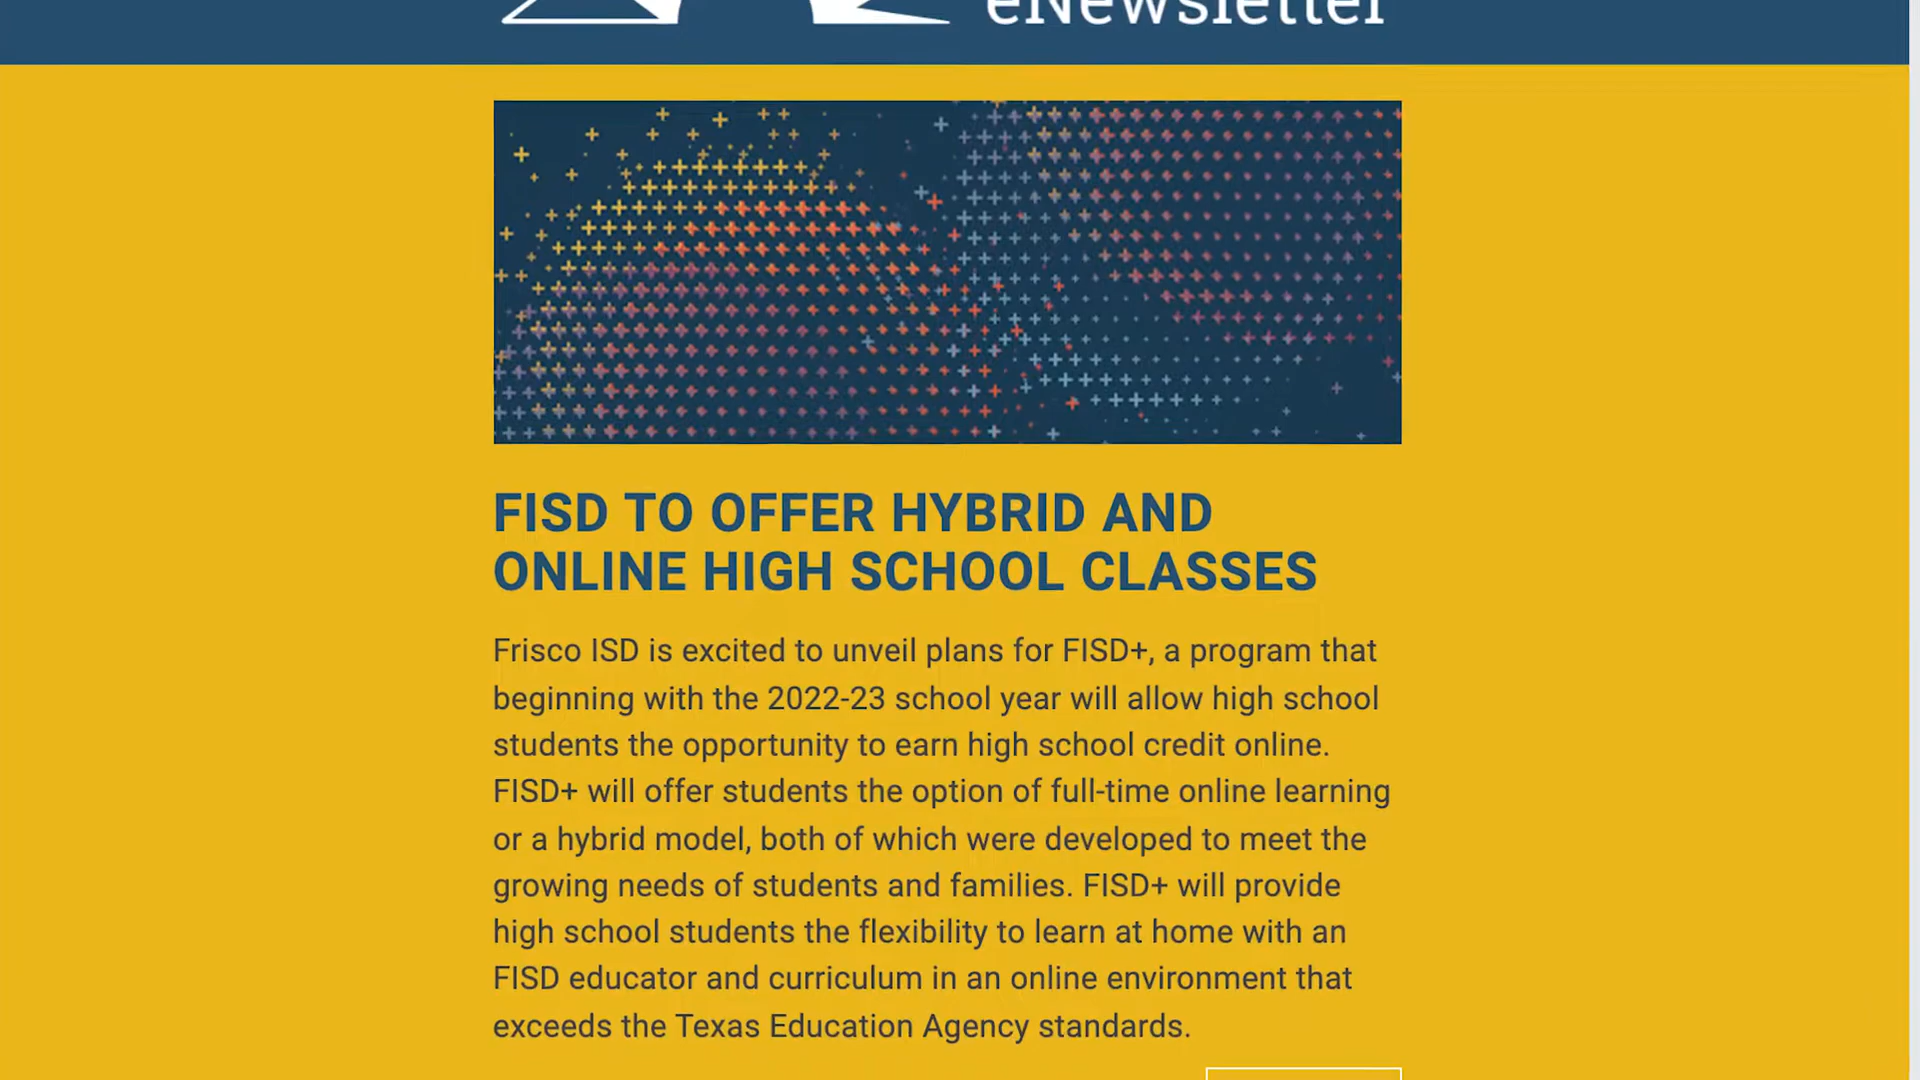 eNewsletter
FISD TO OFFER HYBRID AND
ONLINE HIGH SCHOOL CLASSES
Frisco ISD is excited to unveil plans for FISD+, a program that
beginning with the 2022-23 school year will allow high school
students the opportunity to earn high school credit online.
FISD+ will offer students the option of full-time online learning
or a hybrid model, both of which were developed to meet the
growing needs of students and families. FISD+ will provide
high school students the flexibility to learn at home with an
FISD educator and curriculum in an online environment that
exceeds the Texas Education Agency standards.